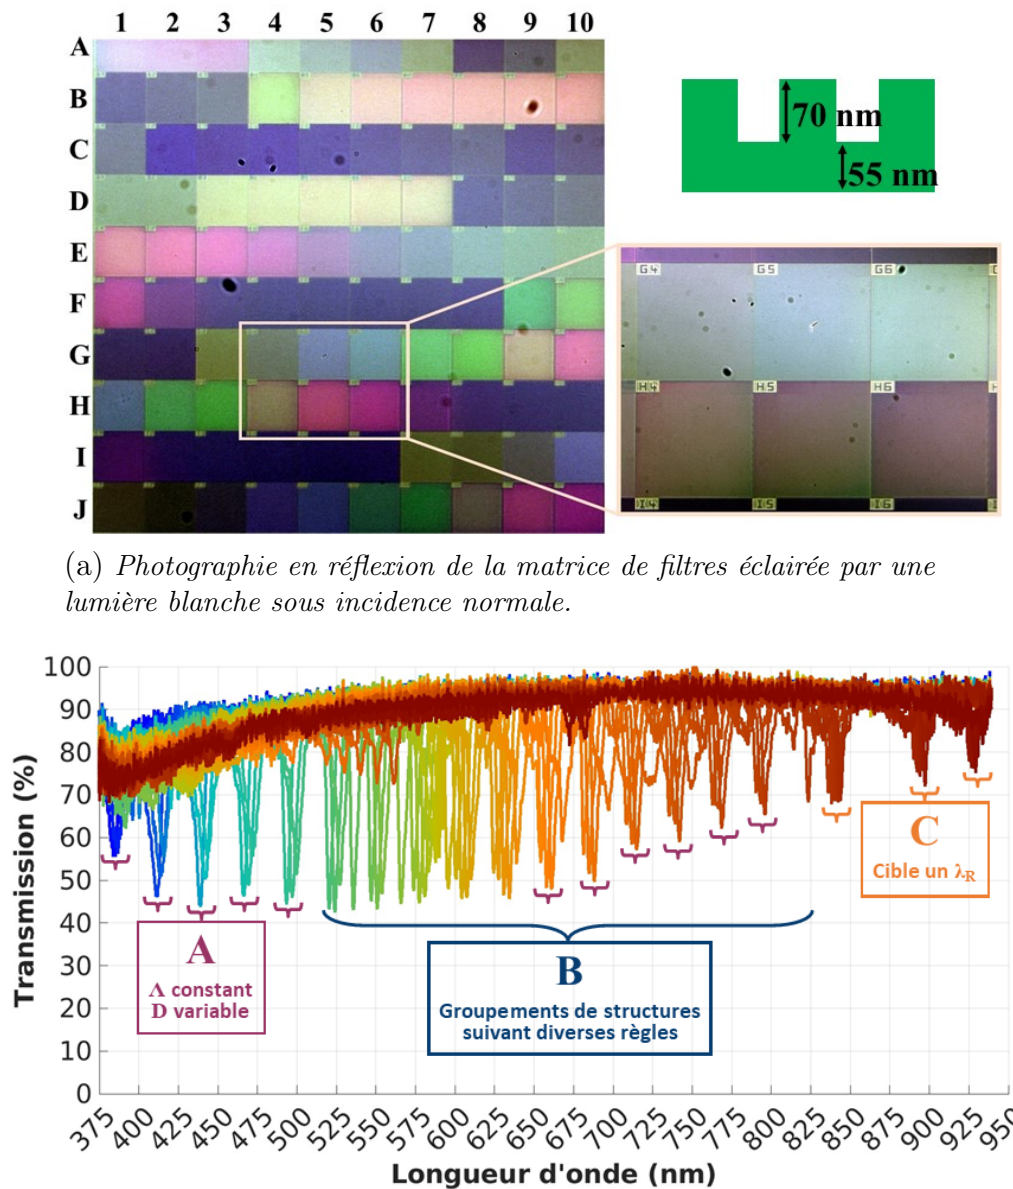 1 2 3 4 5 6 7 8 9 10
A
B
C
D
E
F
G
H
I
J
70 nm
55 nm
G4 G5 G6
H4 H5 H6
I4 I5 I6
(a) Photographie en réflexion de la matrice de filtres éclairée par une
lumière blanche sous incidence normale.
Transmission (%)
100
90
80
70
60
50
40
30
20
10
0
A
Λ constant
D variable
B
Groupements de structures
suivant diverses règles
C
Cible un λR
375 400 425 450 475 500 525 550 575 600 625 650 675 700 725 750 775 800 825 850 875 900 925 950
Longueur d'onde (nm)